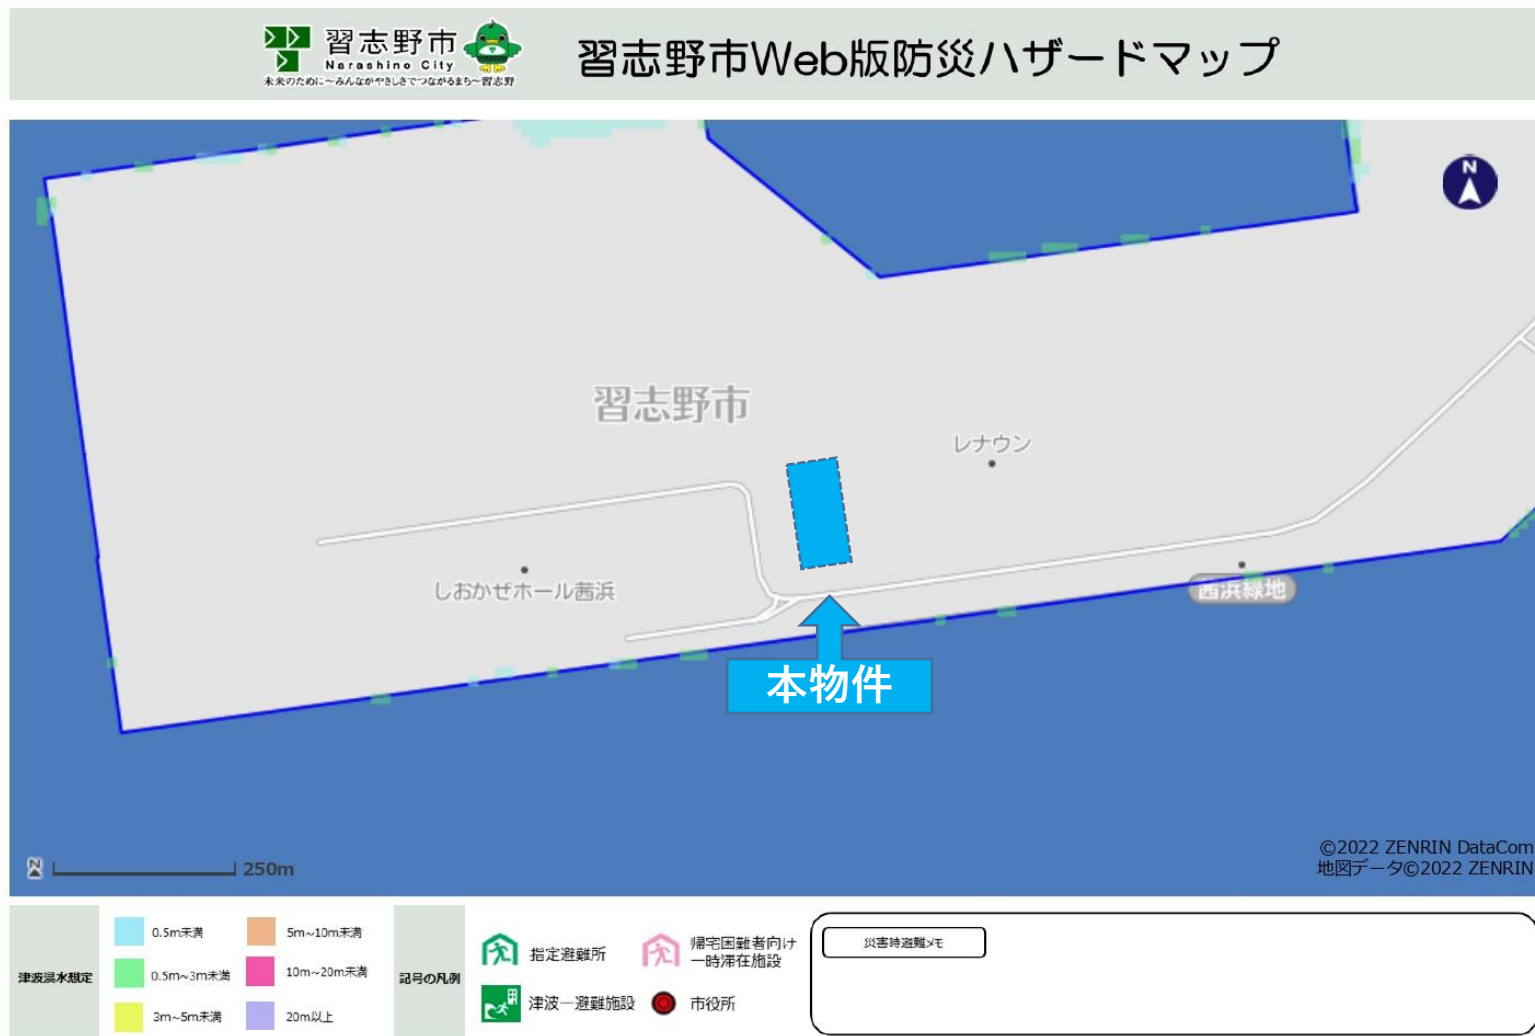 習志野市
Narashino City
未来のために～みんながやさしさでつながるまち～習志野
習志野市Web版防災ハザードマップ
N
習志野市
レナウン
しおかぜホール茜浜
茜浜緑地
本物件
N
250m
©2022 ZENRIN DataCom
地図データ©2022 ZENRIN
津波浸水想定
0.5m未満
5m~10m未満
0.5m~3m未満
10m~20m未満
3m~5m未満
20m以上
記号の凡例
指定避難所
帰宅困難者向け
一時滞在施設
津波一避難施設
市役所
災害時避難メモ